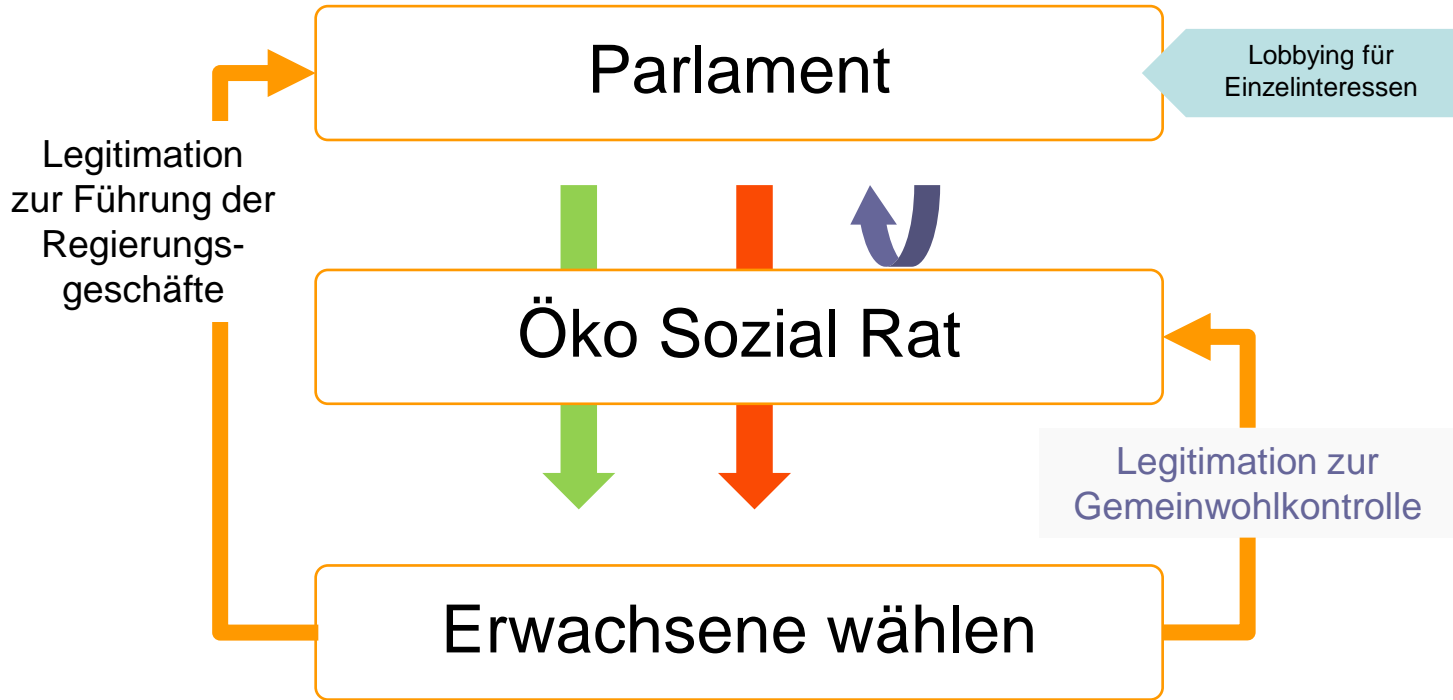 Parlament
Lobbying für
Einzelinteressen
Legitimation
zur Führung der
Regierungs-
geschäfte
Öko Sozial Rat
Legitimation zur
Gemeinwohlkontrolle
Erwachsene wählen